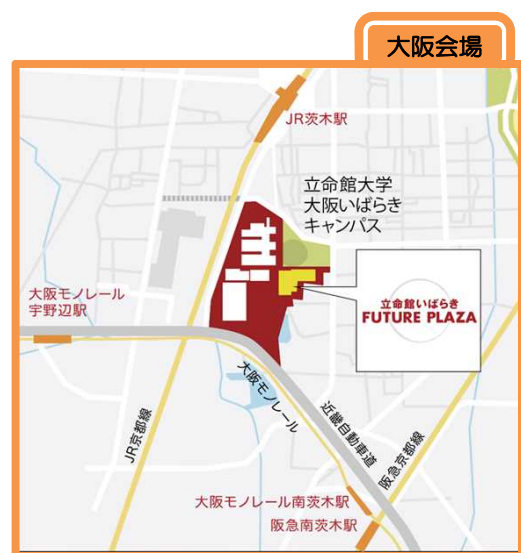 大阪会場
JR茨木駅
立命館大学
大阪いばらき
キャンパス
大阪モノレール
宇野辺駅
立命館いばらき
FUTURE PLAZA
大阪モノレール
近畿自動車道
JR京都線
阪急京都線
大阪モノレール南茨木駅
阪急南茨木駅